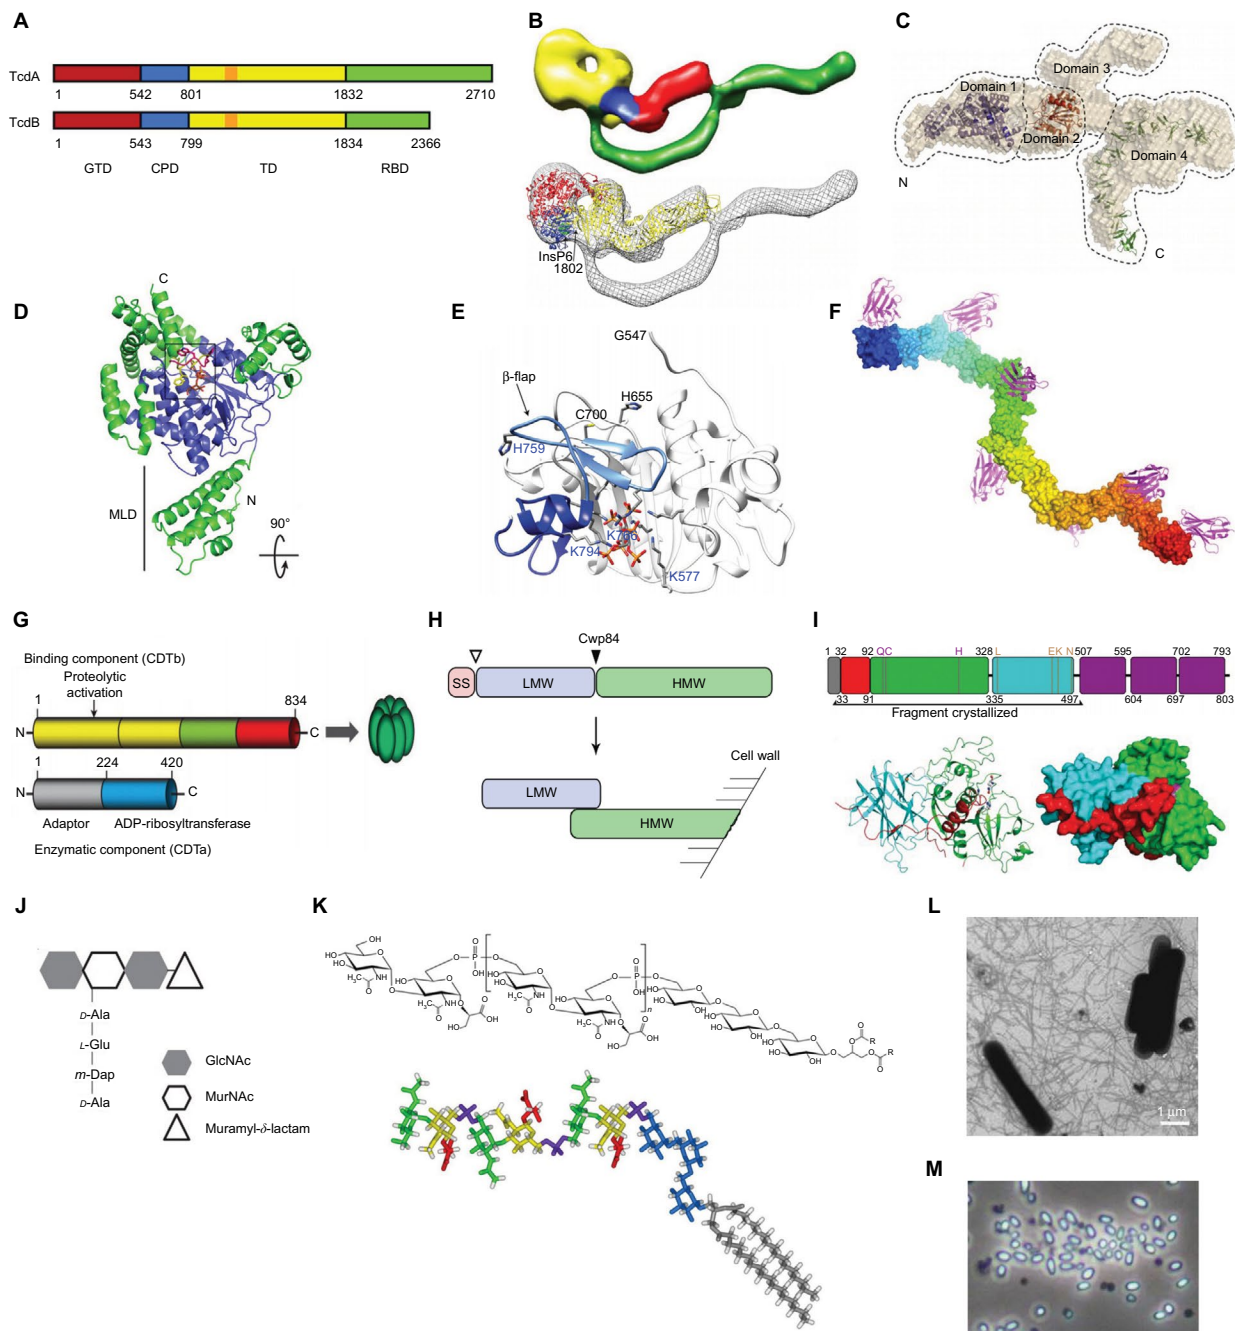 A
TcdA
1 542 801 1832 2710
TcdB
1 543 799 1834 2366
GTD CPD TD RBD
B
InsP6
1802
C
Domain 3
Domain 1
Domain 2
Domain 4
N
C
D
C
N
MLD
90°
E
G547
β-flap
H655
C700
H759
K766
K794
K577
F
G
Binding component (CDTb)
Proteolytic
activation
1 834
N C
1 224 420
N C
Adaptor ADP-ribosyltransferase
Enzymatic component (CDTa)
H
Cwp84
SS LMW HMW
Cell wall
LMW
HMW
I
1 32 92 QC H 328 L EK N 507 595 702 793
33 91 335 497 604 697 803
Fragment crystallized
J
D-Ala
L-Glu
m-Dap
D-Ala
GlcNAc
MurNAc
Muramyl-δ-lactam
K
L
1 μm
M